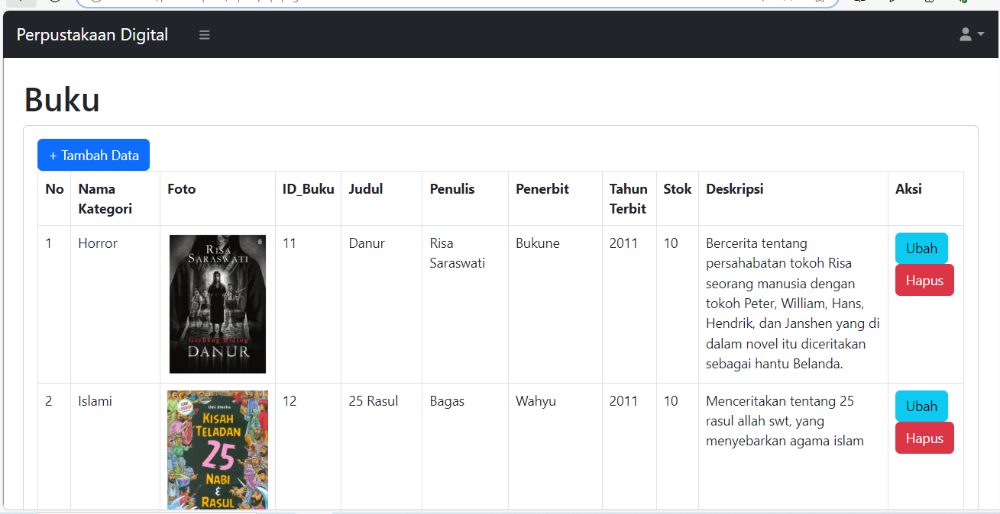 Perpustakaan Digital
Buku
+ Tambah Data
No
Nama
Kategori
Foto
ID_Buku
Judul
Penulis
Penerbit
Tahun
Terbit
Stok
Deskripsi
Aksi
1
Horror
RISA
SARASWATI
Gerbang Dialog
DANUR
11
Danur
Risa
Saraswati
Bukune
2011
10
Bercerita tentang
persahabatan tokoh Risa
seorang manusia dengan
tokoh Peter, William, Hans,
Hendrik, dan Janshen yang di
dalam novel itu diceritakan
sebagai hantu Belanda.
Ubah
Hapus
2
Islami
KISAH
TELADAN
25
NABI
&
RASUL
12
25 Rasul
Bagas
Wahyu
2011
10
Menceritakan tentang 25
rasul allah swt, yang
menyebarkan agama islam
Ubah
Hapus